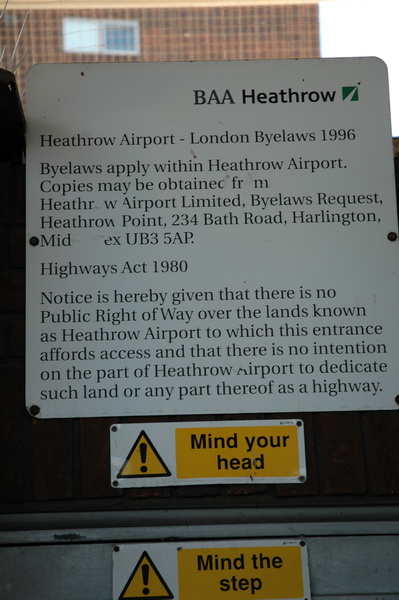 BAA Heathrow
Heathrow Airport - London Byelaws 1996
Byelaws apply within Heathrow Airport.
Copies may be obtained fr m
Heathr w Airport Limited, Byelaws Request,
Heathrow Point, 234 Bath Road, Harlington,
Mid ex UB3 5AP.
Highways Act 1980
Notice is hereby given that there is no
Public Right of Way over the lands known
as Heathrow Airport to which this entrance
affords access and that there is no intention
on the part of Heathrow Airport to dedicate
such land or any part thereof as a highway.
Mind your
head
Mind the
step